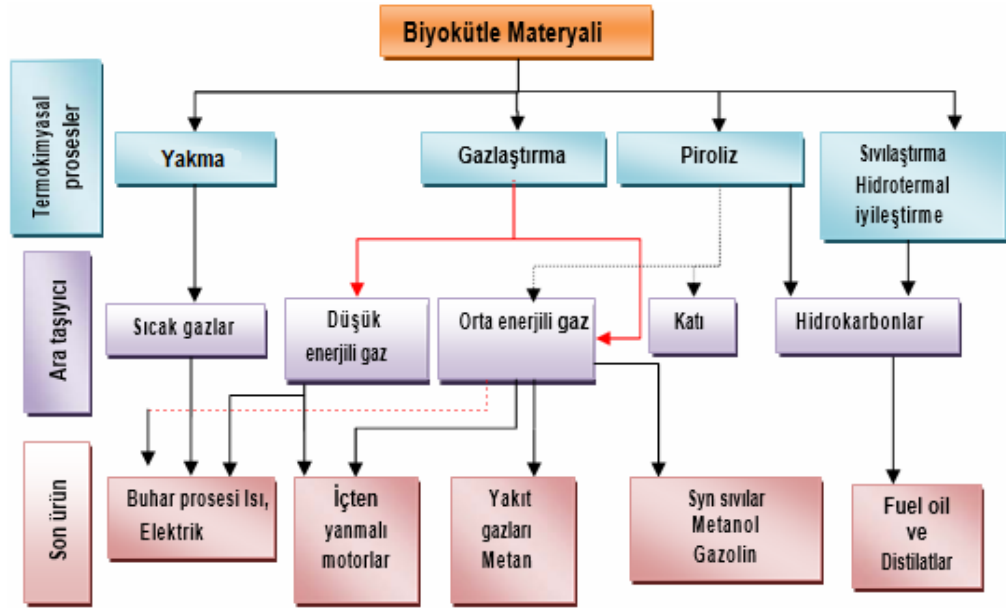 Biyokütle Materyali
Termokimyasal
prosesler
Yakma
Gazlaştırma
Piroliz
Sıvılaştırma
Hidrotermal
iyileştirme
Ara taşıyıcı
Sıcak gazlar
Düşük
enerjili gaz
Orta enerjili gaz
Katı
Hidrokarbonlar
Son ürün
Buhar prosesi Isı,
Elektrik
İçten
yanmalı
motorlar
Yakıt
gazları
Metan
Syn sıvılar
Metanol
Gazolin
Fuel oil
ve
Distilatlar